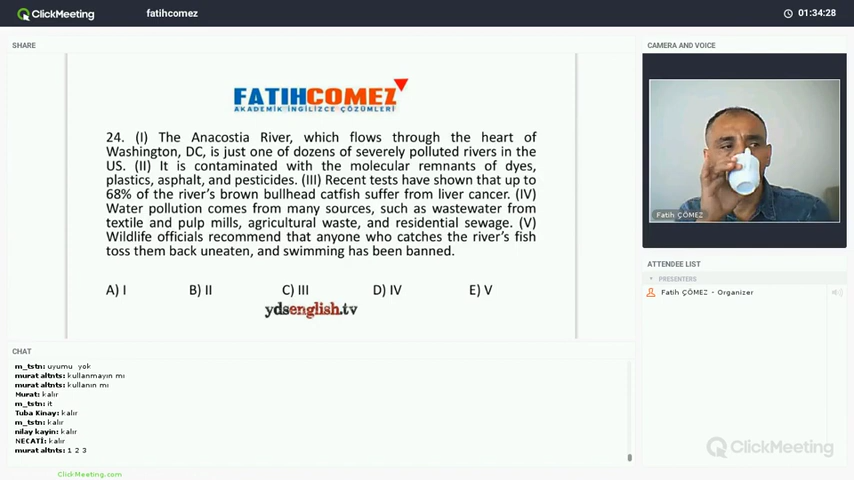 ClickMeeting
fatihcomez
01:34:28
SHARE
FATIHCOMEZ
AKADEMİK İNGİLİZCE ÇÖZÜMLERİ
24. (I) The Anacostia River, which flows through the heart of
Washington, DC, is just one of dozens of severely polluted rivers in the
US. (II) It is contaminated with the molecular remnants of dyes,
plastics, asphalt, and pesticides. (III) Recent tests have shown that up to
68% of the river's brown bullhead catfish suffer from liver cancer. (IV)
Water pollution comes from many sources, such as wastewater from
textile and pulp mills, agricultural waste, and residential sewage. (V)
Wildlife officials recommend that anyone who catches the river's fish
toss them back uneaten, and swimming has been banned.
A) I B) II C) III D) IV E) V
ydsenglish.tv
CHAT
m_tstn: uyumu yok
murat altnts: kullanmayın mı
murat altnts: kullanın mı
Murat: kalır
m_tstn: it
Tuba Kinay: kalır
m_tstn: kalır
nilay kayin: kalır
NECATİ: kalır
murat altnts: 1 2 3
ClickMeeting.com
CAMERA AND VOICE
Fatih ÇÖMEZ
ATTENDEE LIST
PRESENTERS
Fatih ÇÖMEZ - Organizer
ClickMeeting